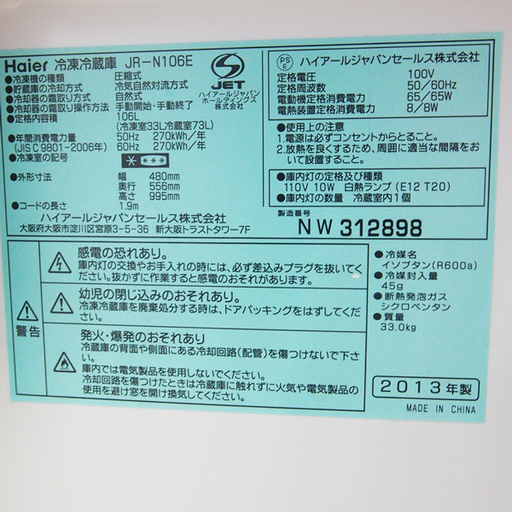 Haier 冷凍冷蔵庫 JR-N106E
●冷凍機の種類 圧縮式
●貯蔵庫の冷却方式 冷気自然対流方式
●冷却器の霜取り方式 自然式
●冷却器の霜取り操作方法 手動開始・手動終了
●定格内容積 106L
(冷凍室33L冷蔵室73L)
●年間消費電力量 50Hz 270kWh/年
(JIS C 9801-2006年) 60Hz 270kWh/年
●冷凍室の記号
●外形寸法 幅 480mm
奥行 556mm
高さ 995mm
●コードの長さ 1.9m
ハイアールジャパンセールス株式会社
大阪府大阪市淀川区宮原3-5-36 新大阪トラストタワー7F
S
JET
ハイアールジャパン
ホールディングス
株式会社
PS
E
ハイアールジャパンセールス株式会社
定格電圧 100V
定格周波数 50/60Hz
電動機定格消費電力 65/65W
電熱装置定格消費電力 8/8W
●使用上の注意
1.電源は必ずコンセントからとること。
2.放熱を良くするため、周囲に適当な間隔をお
いて設置すること。
●庫内灯の定格及び種類
110V 10W 白熱ランプ(E12 T20)
●庫内灯の数量 冷蔵室内1個
製造番号 NW 312898
警告
感電の恐れあり。
庫内灯の交換やお手入れの時には、必ず差込みプラグを抜いてく
ださい。抜かずに作業すると感電のおそれがあります。
幼児の閉じ込みのおそれあり。
冷凍冷蔵庫を廃棄処分する時は、ドアパッキングをはずしてくだ
さい。
発火・爆発のおそれあり
冷蔵庫の背面や側面にある冷却回路(配管)を傷つけないで下さ
い。
庫内では電気製品を使用しないでください。
冷却回路を傷つけたときは冷蔵庫に触れずに火気や電気製品の
使用を避け窓を開け換気してください。
●冷媒名
イソブタン(R600a)
●冷媒封入量
45g
●断熱発泡ガス
シクロペンタン
●質量
33.0kg
2013年製
MADE IN CHINA